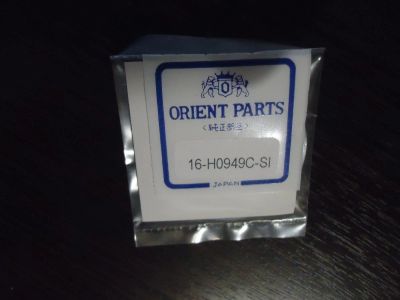 O
ORIENT PARTS
〈純正部品〉
16-H0949C-SI
JAPAN